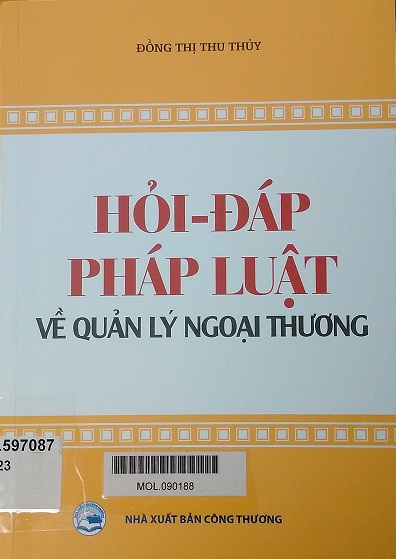 ĐỒNG THỊ THU THỦY
HỎI-ĐÁP
PHÁP LUẬT
VỀ QUẢN LÝ NGOẠI THƯƠNG
.597087
23
MOL.090188
NHÀ XUẤT BẢN CÔNG THƯƠNG